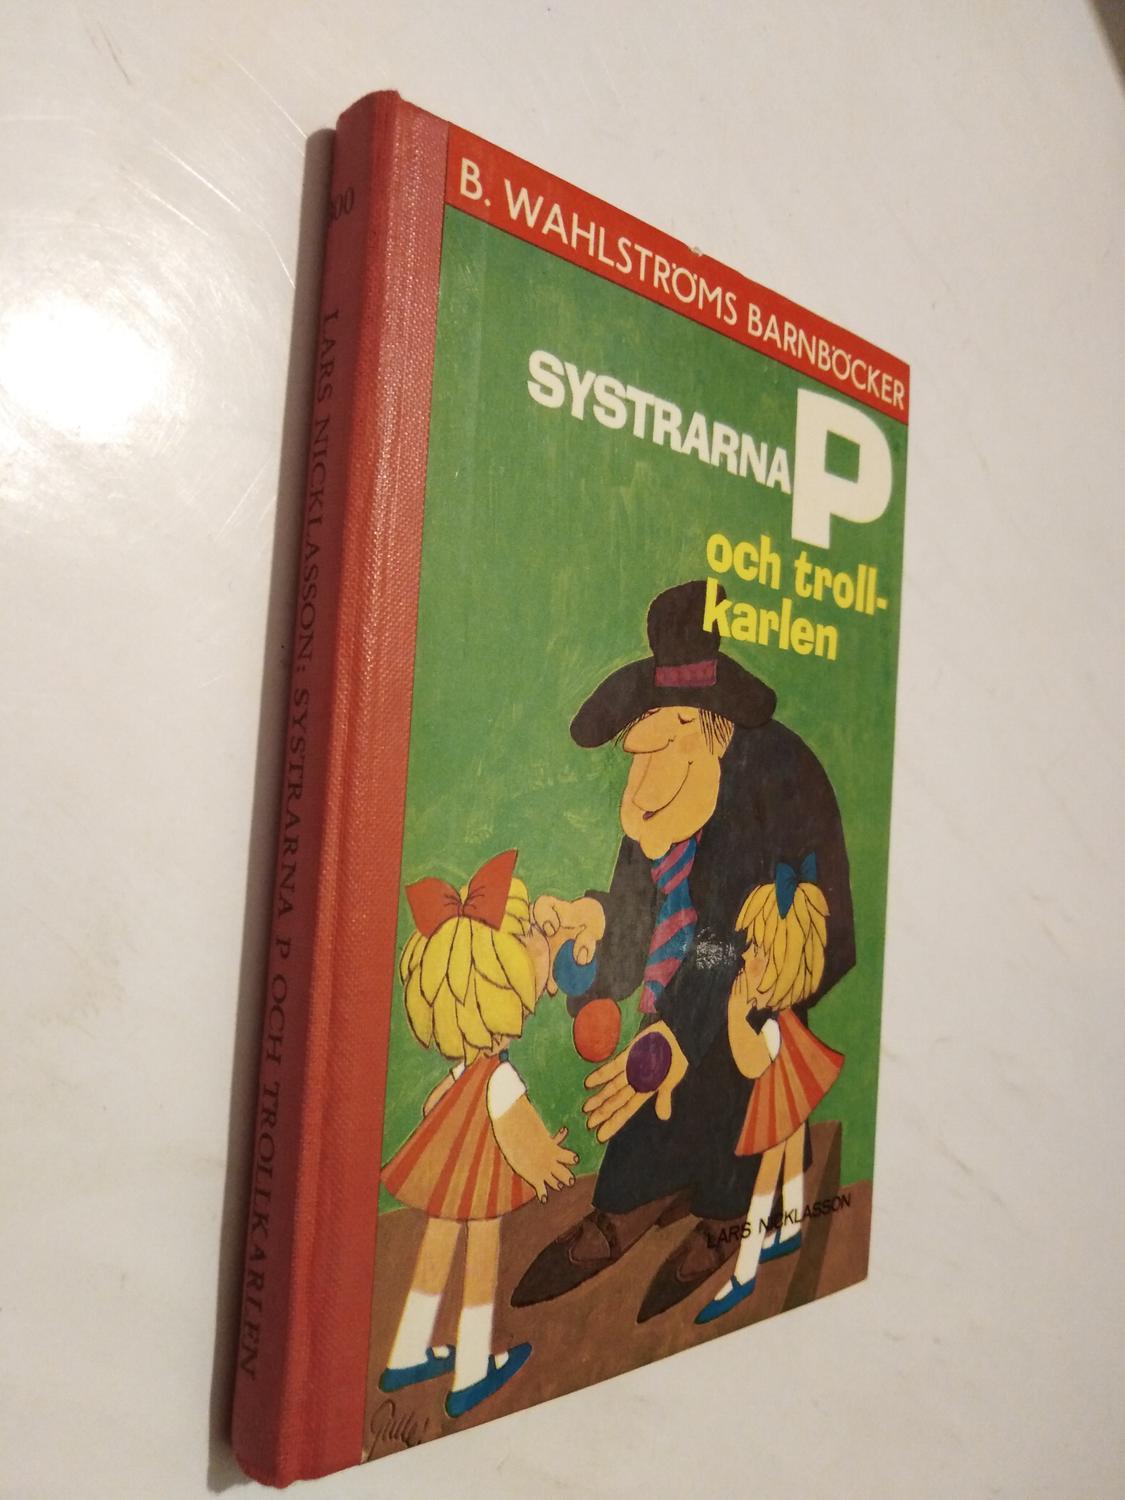 B. WAHLSTRÖMS BARNBÖCKER
SYSTRARNA P
och troll-
karlen
LARS NICKLASSON
LARS NICKLASSON: SYSTRARNA P OCH TROLLKARLEN